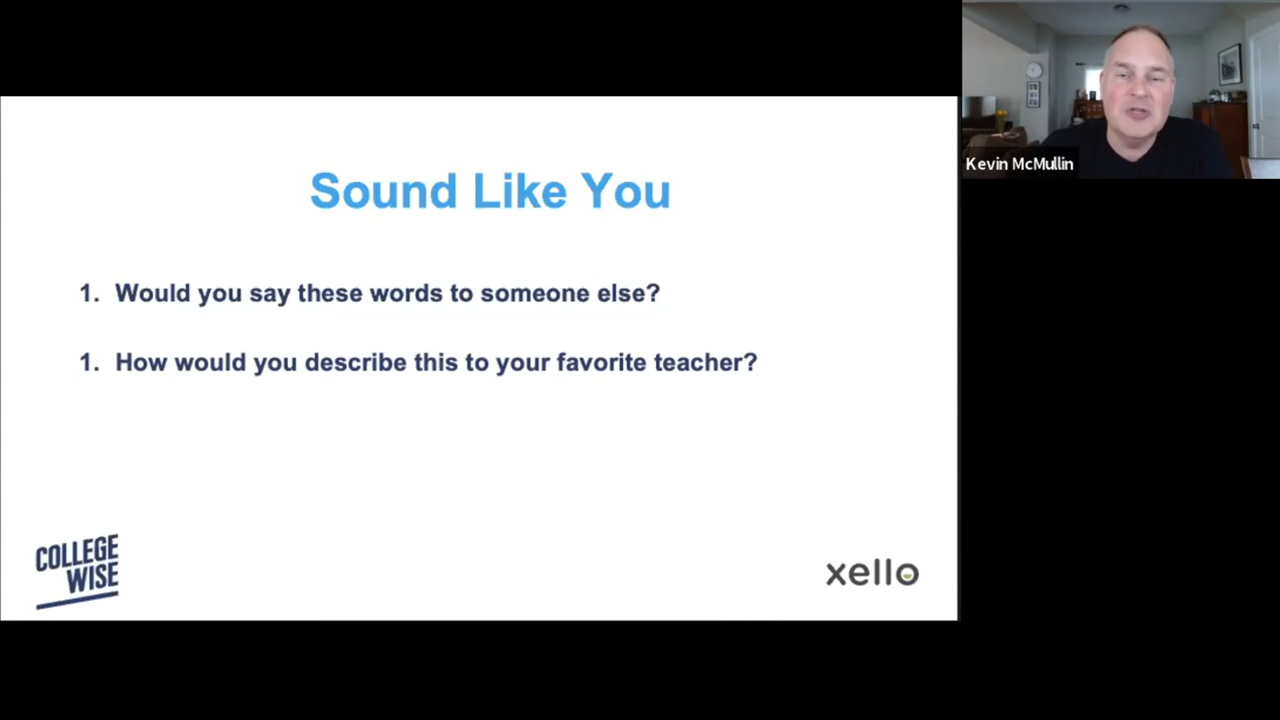 Sound Like You
1. Would you say these words to someone else?
1. How would you describe this to your favorite teacher?
COLLEGE
WISE
xello
Kevin McMullin